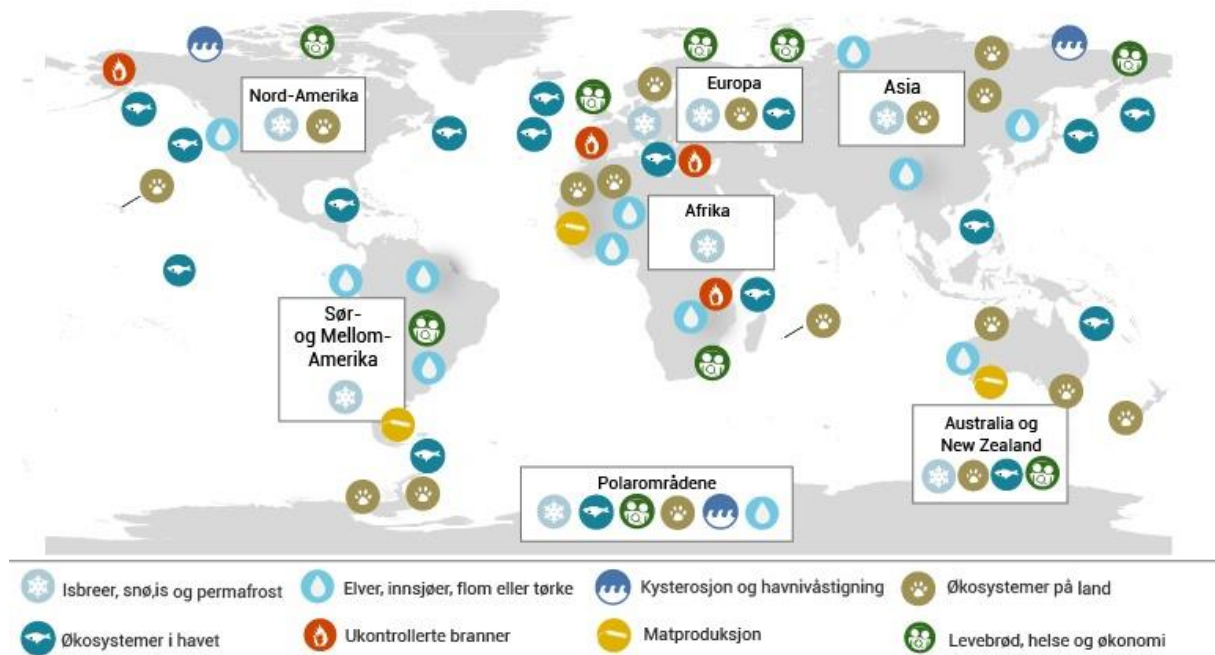 Nord-Amerika
Europa
Asia
Afrika
Sør-
og Mellom-
Amerika
Australia og
New Zealand
Polarområdene
Isbreer, snø,is og permafrost
Elver, innsjøer, flom eller tørke
Kysterosjon og havnivåstigning
Økosystemer på land
Økosystemer i havet
Ukontrollerte branner
Matproduksjon
Levebrød, helse og økonomi